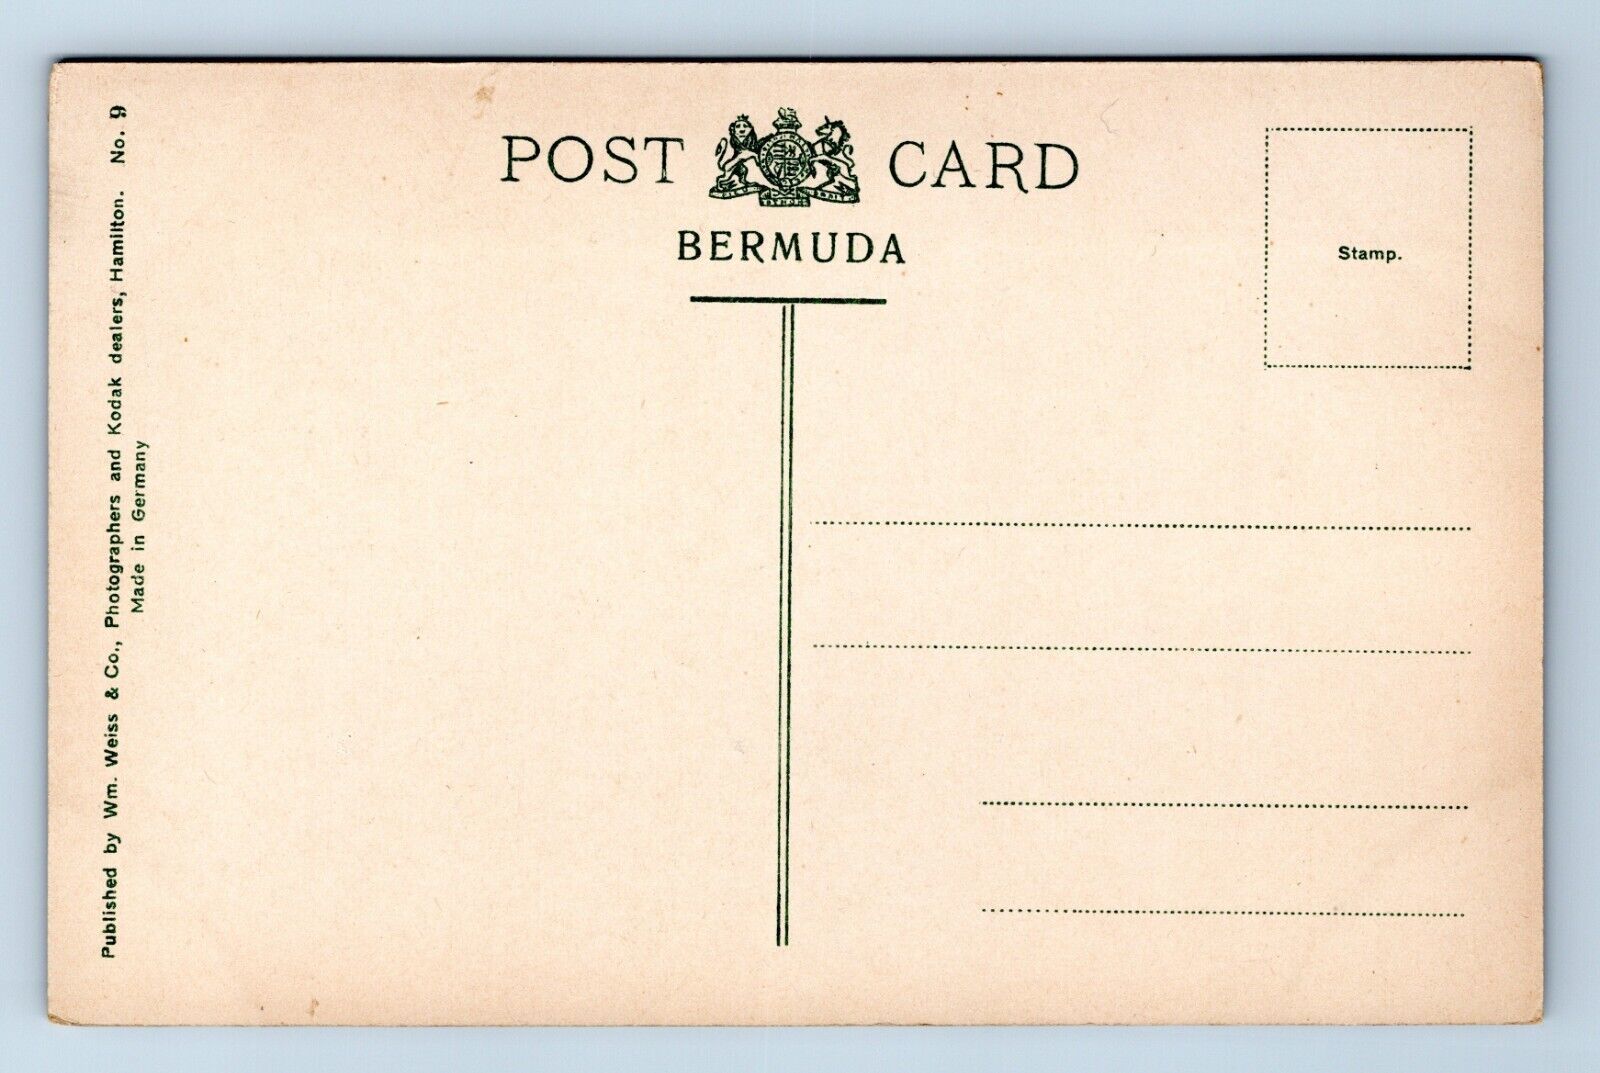 POST CARD
BERMUDA
Stamp.
Published by Wm. Weiss & Co., Photographers and Kodak dealers, Hamilton. No. 9
Made in Germany